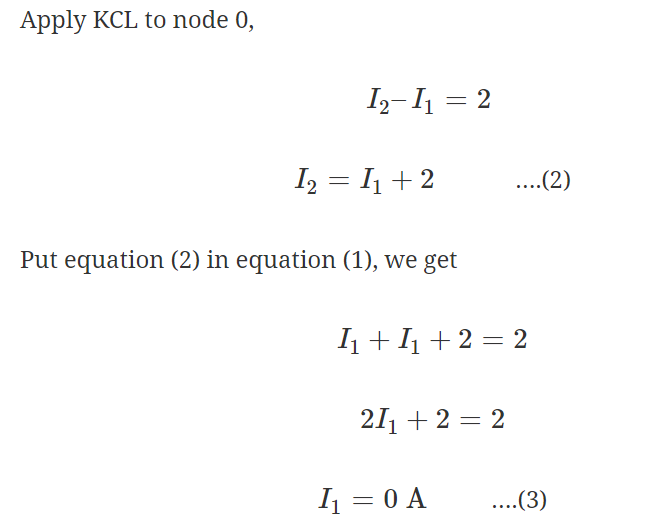 Apply KCL to node 0,
I₂−I₁ = 2
I₂ = I₁ + 2 ....(2)
Put equation (2) in equation (1), we get
I₁ + I₁ + 2 = 2
2I₁ + 2 = 2
I₁ = 0 A ....(3)